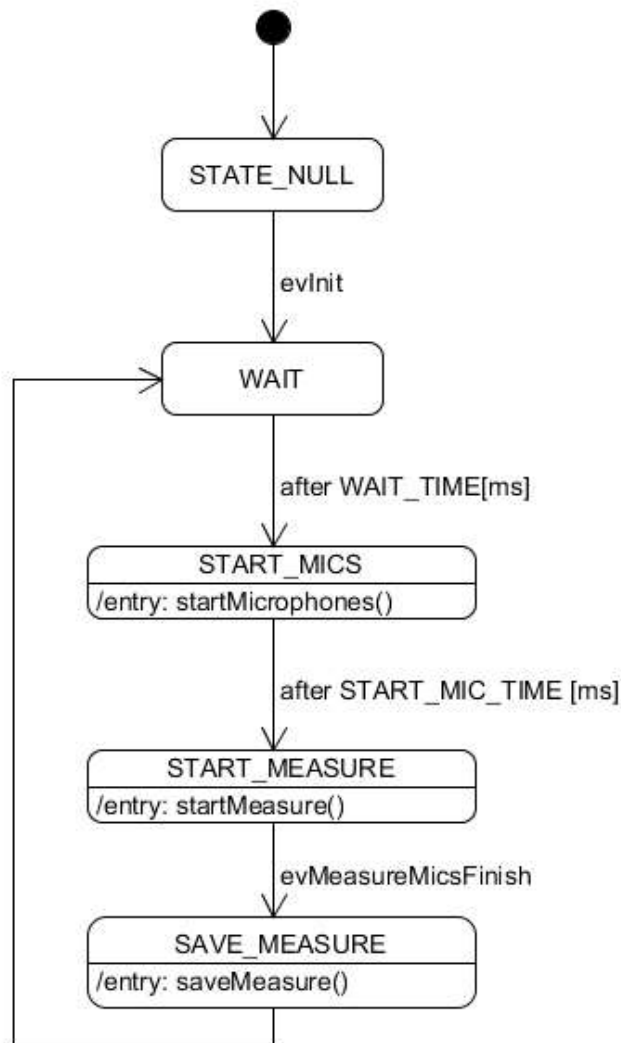 STATE_NULL
evInit
WAIT
after WAIT_TIME[ms]
START_MICS
/entry: startMicrophones()
after START_MIC_TIME [ms]
START_MEASURE
/entry: startMeasure()
evMeasureMicsFinish
SAVE_MEASURE
/entry: saveMeasure()